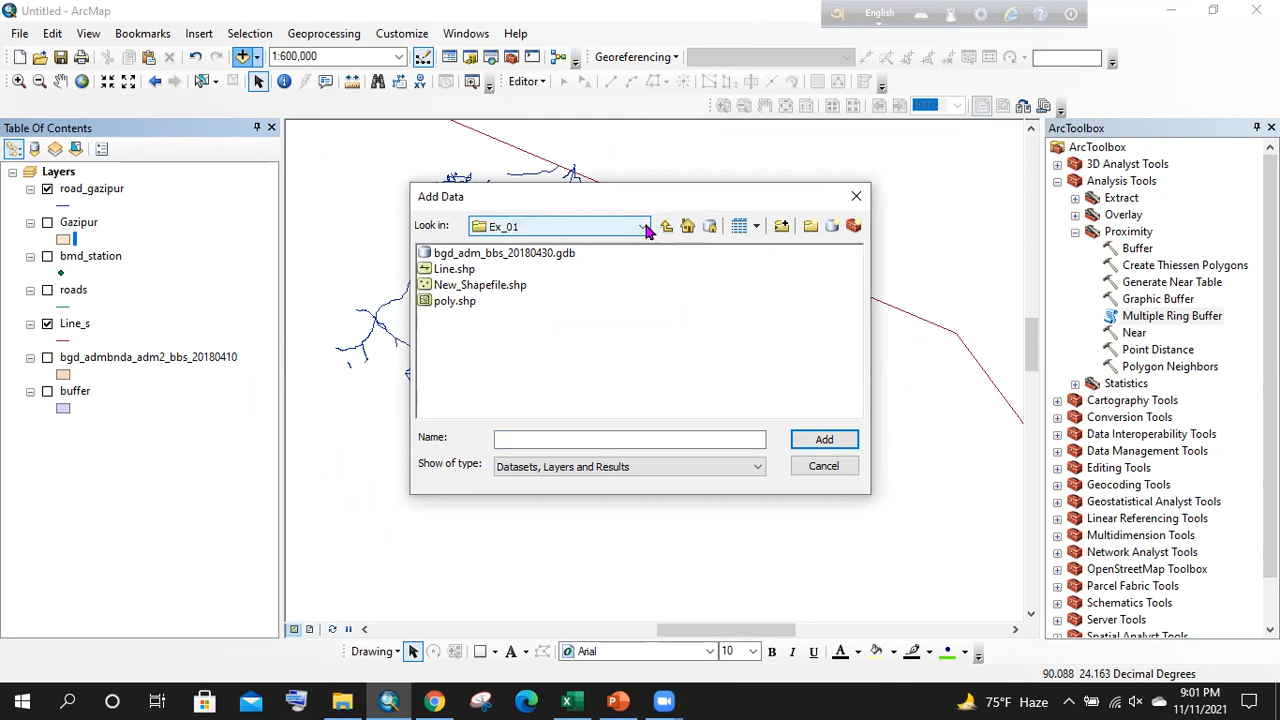 Untitled - ArcMap
English
File Edit View Bookmarks Insert Selection Geoprocessing Customize Windows Help
1:600,000
Georeferencing
Editor
Table Of Contents
Layers
road_gazipur
Gazipur
bmd_station
roads
Line_s
bgd_admbnda_adm2_bbs_20180410
buffer
Add Data
Look in: Ex_01
bgd_adm_bbs_20180430.gdb
Line.shp
New_Shapefile.shp
poly.shp
Name:
Add
Show of type: Datasets, Layers and Results
Cancel
ArcToolbox
ArcToolbox
3D Analyst Tools
Analysis Tools
Extract
Overlay
Proximity
Buffer
Create Thiessen Polygons
Generate Near Table
Graphic Buffer
Multiple Ring Buffer
Near
Point Distance
Polygon Neighbors
Statistics
Cartography Tools
Conversion Tools
Data Interoperability Tools
Data Management Tools
Editing Tools
Geocoding Tools
Geostatistical Analyst Tools
Linear Referencing Tools
Multidimension Tools
Network Analyst Tools
OpenStreetMap Toolbox
Parcel Fabric Tools
Schematics Tools
Server Tools
Spatial Analyst Tools
Drawing Arial 10 B I U A
90.088 24.163 Decimal Degrees
75°F Haze
9:01 PM
11/11/2021